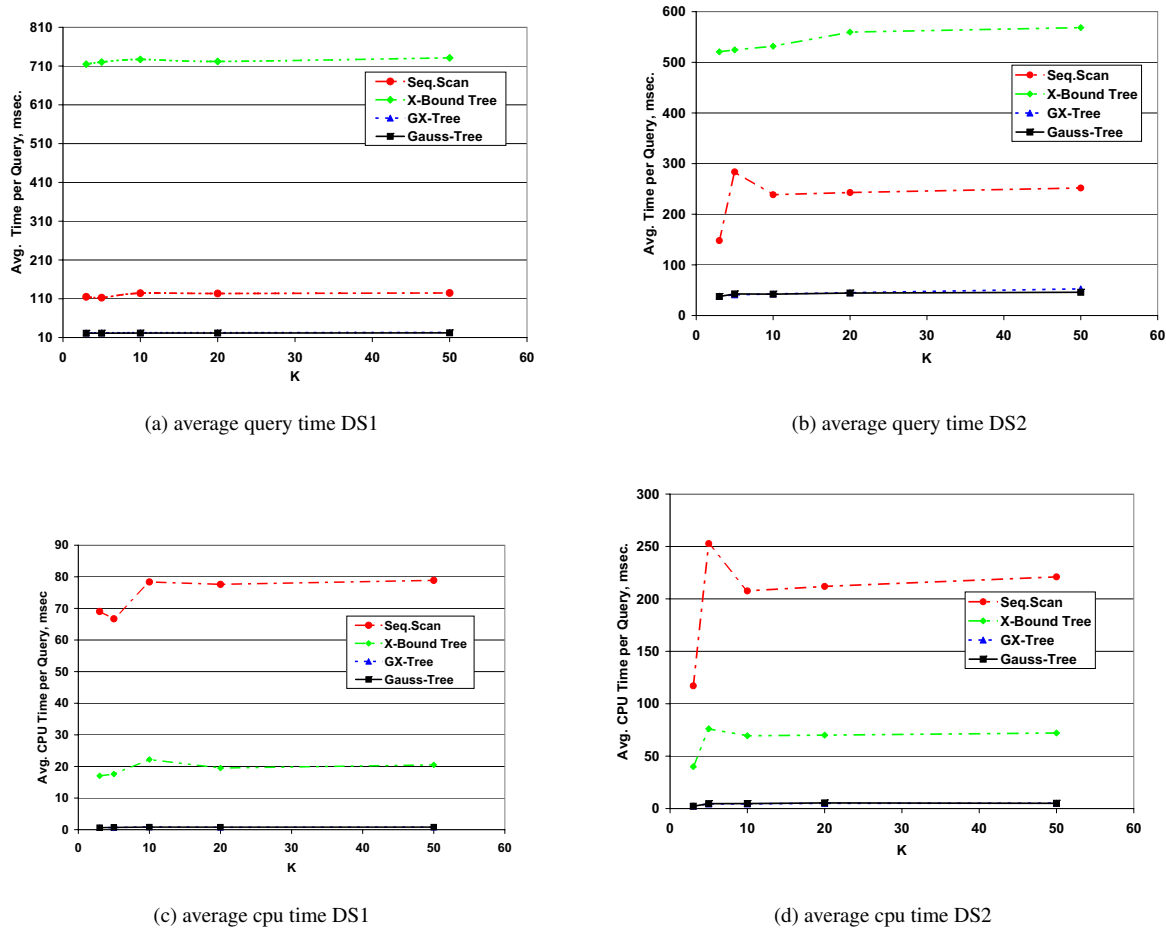 810
710
610
510
410
310
210
110
10
Avg. Time per Query, msec.
0 10 20 30 40 50 60
K
Seq.Scan
X-Bound Tree
GX-Tree
Gauss-Tree
(a) average query time DS1
600
500
400
300
200
100
0
Avg. Time per Query, msec.
0 10 20 30 40 50 60
K
Seq.Scan
X-Bound Tree
GX-Tree
Gauss-Tree
(b) average query time DS2
90
80
70
60
50
40
30
20
10
0
Avg. CPU Time per Query, msec
0 10 20 30 40 50 60
K
Seq.Scan
X-Bound Tree
GX-Tree
Gauss-Tree
(c) average cpu time DS1
300
250
200
150
100
50
0
Avg. CPU Time per Query, msec.
0 10 20 30 40 50 60
K
Seq.Scan
X-Bound Tree
GX-Tree
Gauss-Tree
(d) average cpu time DS2